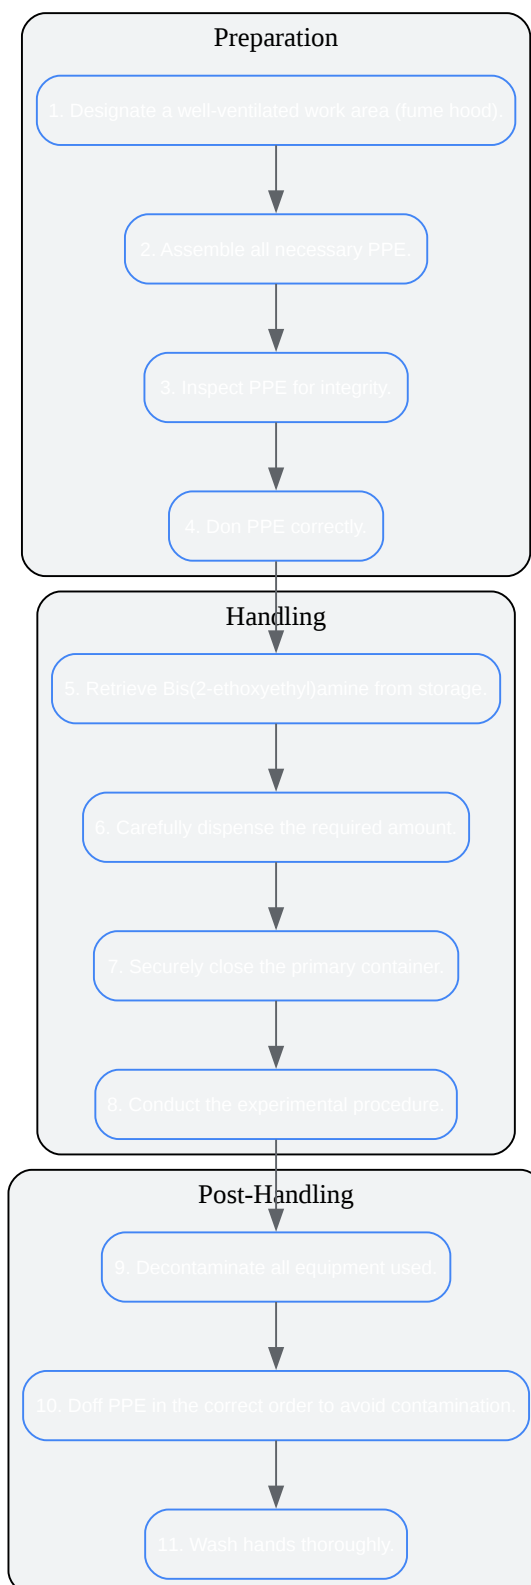 Preparation
1. Designate a well-ventilated work area (fume hood).
2. Assemble all necessary PPE.
3. Inspect PPE for integrity.
4. Don PPE correctly.
Handling
5. Retrieve Bis(2-ethoxyethyl)amine from storage.
6. Carefully dispense the required amount.
7. Securely close the primary container.
8. Conduct the experimental procedure.
Post-Handling
9. Decontaminate all equipment used.
10. Doff PPE in the correct order to avoid contamination.
11. Wash hands thoroughly.